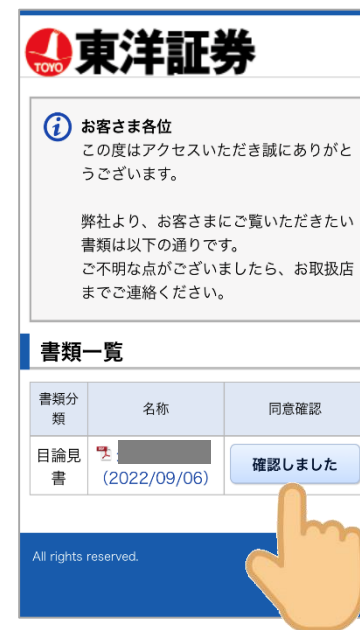 TOYO 東洋証券
お客さま各位
この度はアクセスいただき誠にありがと
うございます。
弊社より、お客さまにご覧いただきたい
書類は以下の通りです。
ご不明な点がございましたら、お取扱店
までご連絡ください。
書類一覧
書類分
類
名称
同意確認
目論見
書
(2022/09/06)
確認しました
All rights reserved.